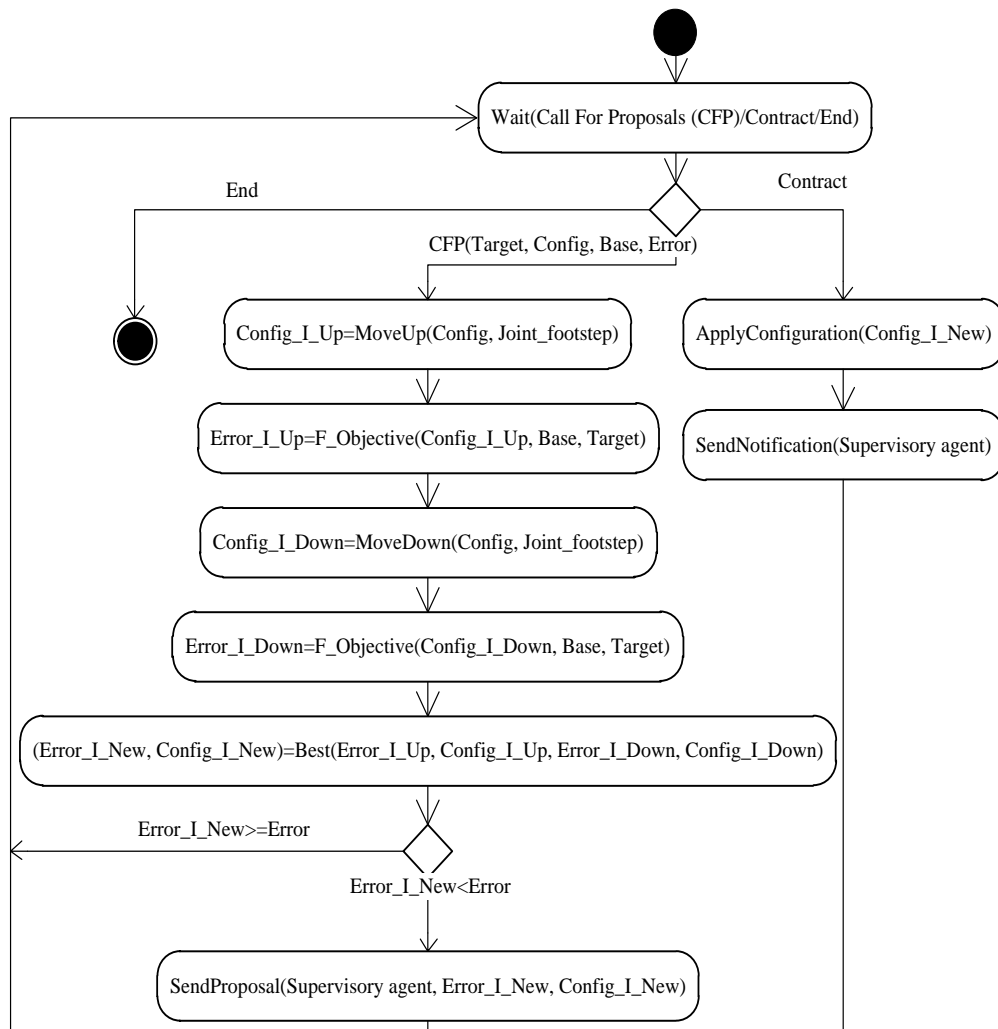 Wait(Call For Proposals (CFP)/Contract/End)
End
Contract
CFP(Target, Config, Base, Error)
Config_I_Up=MoveUp(Config, Joint_footstep)
ApplyConfiguration(Config_I_New)
Error_I_Up=F_Objective(Config_I_Up, Base, Target)
SendNotification(Supervisory agent)
Config_I_Down=MoveDown(Config, Joint_footstep)
Error_I_Down=F_Objective(Config_I_Down, Base, Target)
(Error_I_New, Config_I_New)=Best(Error_I_Up, Config_I_Up, Error_I_Down, Config_I_Down)
Error_I_New>=Error
Error_I_New<Error
SendProposal(Supervisory agent, Error_I_New, Config_I_New)